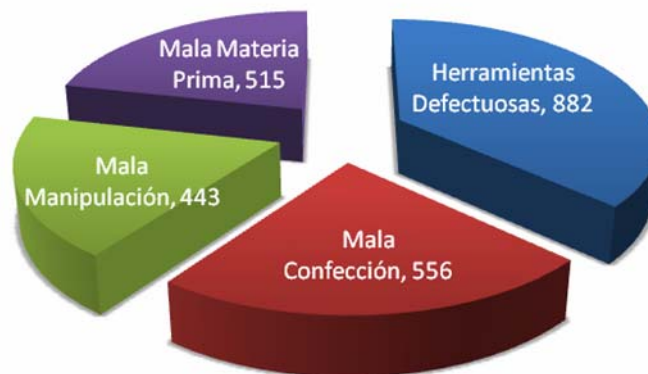 Mala Materia
Prima, 515
Herramientas
Defectuosas, 882
Mala
Manipulación, 443
Mala
Confección, 556